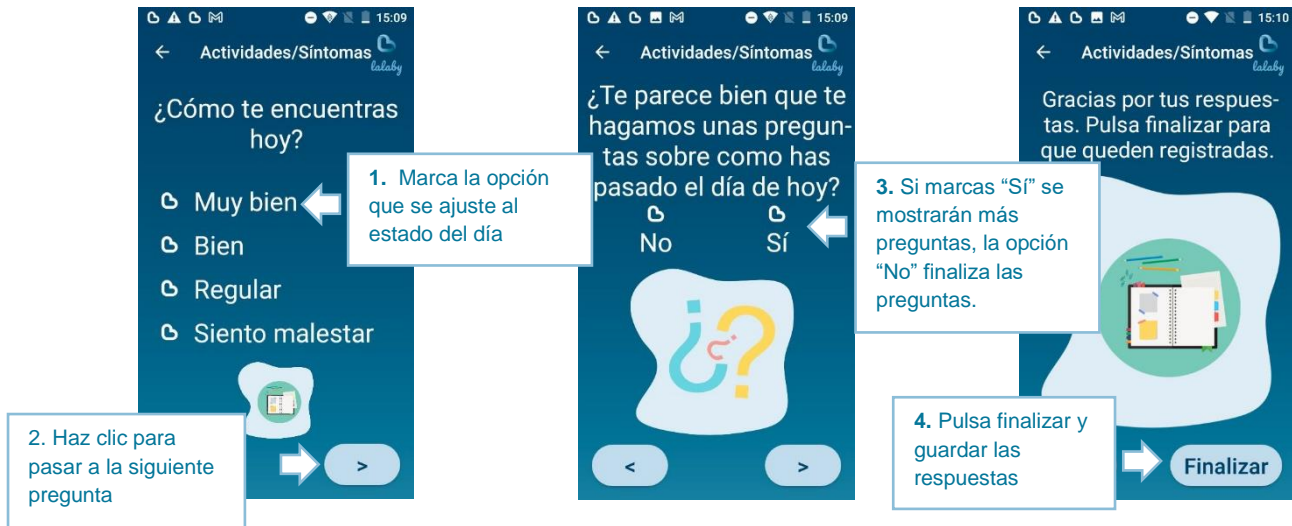 15:09
Actividades/Síntomas
lalaby
¿Cómo te encuentras
hoy?
Muy bien
Bien
Regular
Siento malestar
>
1. Marca la opción
que se ajuste al
estado del día
2. Haz clic para
pasar a la siguiente
pregunta
15:09
Actividades/Síntomas
lalaby
¿Te parece bien que te
hagamos unas pregun-
tas sobre como has
pasado el día de hoy?
No Sí
¿?
¿
< >
3. Si marcas “Sí” se
mostrarán más
preguntas, la opción
“No” finaliza las
preguntas.
15:10
Actividades/Síntomas
lalaby
Gracias por tus respues-
tas. Pulsa finalizar para
que queden registradas.
4. Pulsa finalizar y
guardar las
respuestas
Finalizar